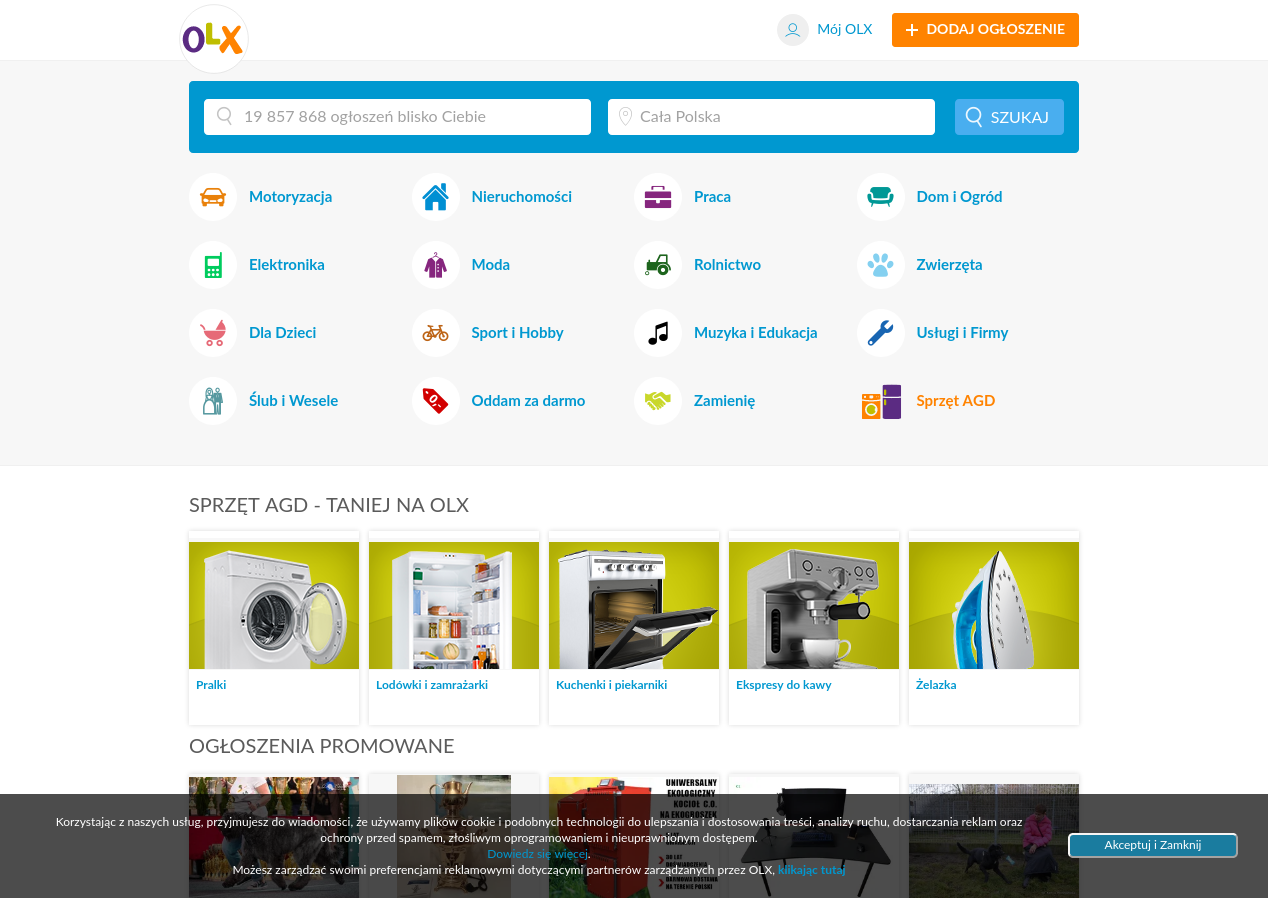 OLX
Mój OLX
+ DODAJ OGŁOSZENIE
19 857 868 ogłoszeń blisko Ciebie
Cała Polska
SZUKAJ
Motoryzacja
Nieruchomości
Praca
Dom i Ogród
Elektronika
Moda
Rolnictwo
Zwierzęta
Dla Dzieci
Sport i Hobby
Muzyka i Edukacja
Usługi i Firmy
Ślub i Wesele
Oddam za darmo
Zamienię
Sprzęt AGD
SPRZĘT AGD - TANIEJ NA OLX
Pralki
Lodówki i zamrażarki
Kuchenki i piekarniki
Ekspresy do kawy
Żelazka
OGŁOSZENIA PROMOWANE
UNIWERSALNY
EKOLOGICZNY
KOCIOŁ C.O.
NA EKOGROSZEK
Korzystając z naszych usług, przyjmujesz do wiadomości, że używamy plików cookie i podobnych technologii do ulepszania i dostosowania treści, analizy ruchu, dostarczania reklam oraz
ochrony przed spamem, złośliwym oprogramowaniem i nieuprawnionym dostępem.
Dowiedz się więcej.
Możesz zarządzać swoimi preferencjami reklamowymi dotyczącymi partnerów zarządzanych przez OLX, klikając tutaj
Akceptuj i Zamknij